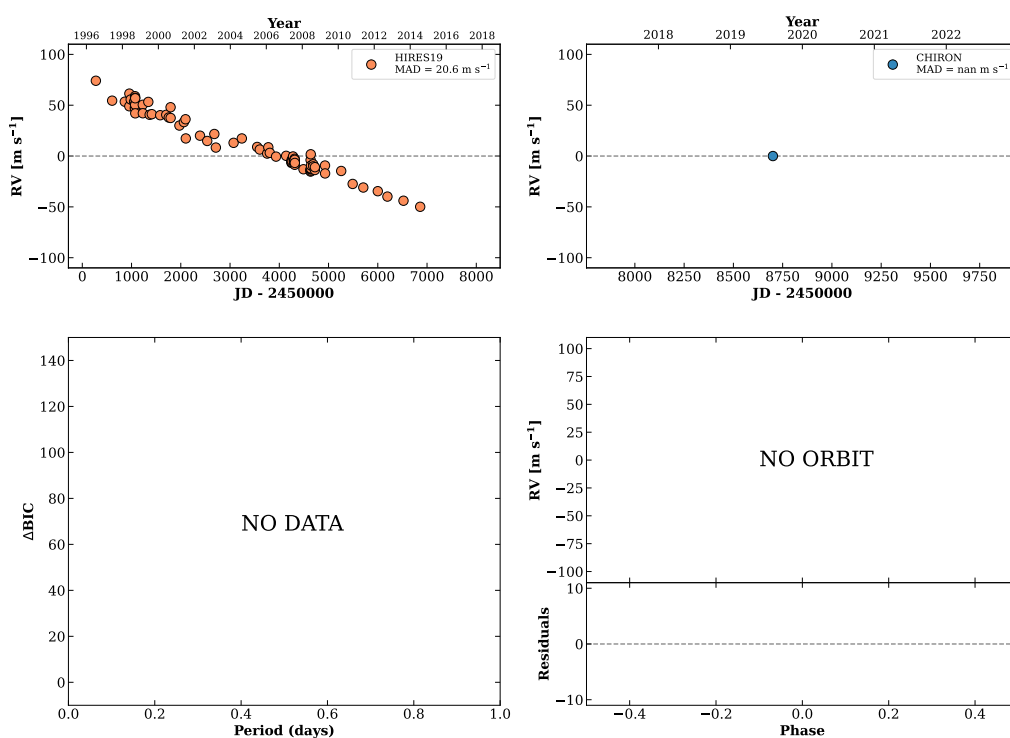 Year
1996 1998 2000 2002 2004 2006 2008 2010 2012 2014 2016 2018
100
50
0
−50
−100
RV [m s⁻¹]
HIRES19
MAD = 20.6 m s⁻¹
0 1000 2000 3000 4000 5000 6000 7000 8000
JD - 2450000
Year
2018 2019 2020 2021 2022
100
50
0
−50
−100
RV [m s⁻¹]
CHIRON
MAD = nan m s⁻¹
8000 8250 8500 8750 9000 9250 9500 9750
JD - 2450000
140
120
100
80
60
40
20
0
ΔBIC
NO DATA
0.0 0.2 0.4 0.6 0.8 1.0
Period (days)
100
75
50
25
0
−25
−50
−75
−100
RV [m s⁻¹]
NO ORBIT
10
0
−10
Residuals
−0.4 −0.2 0.0 0.2 0.4
Phase